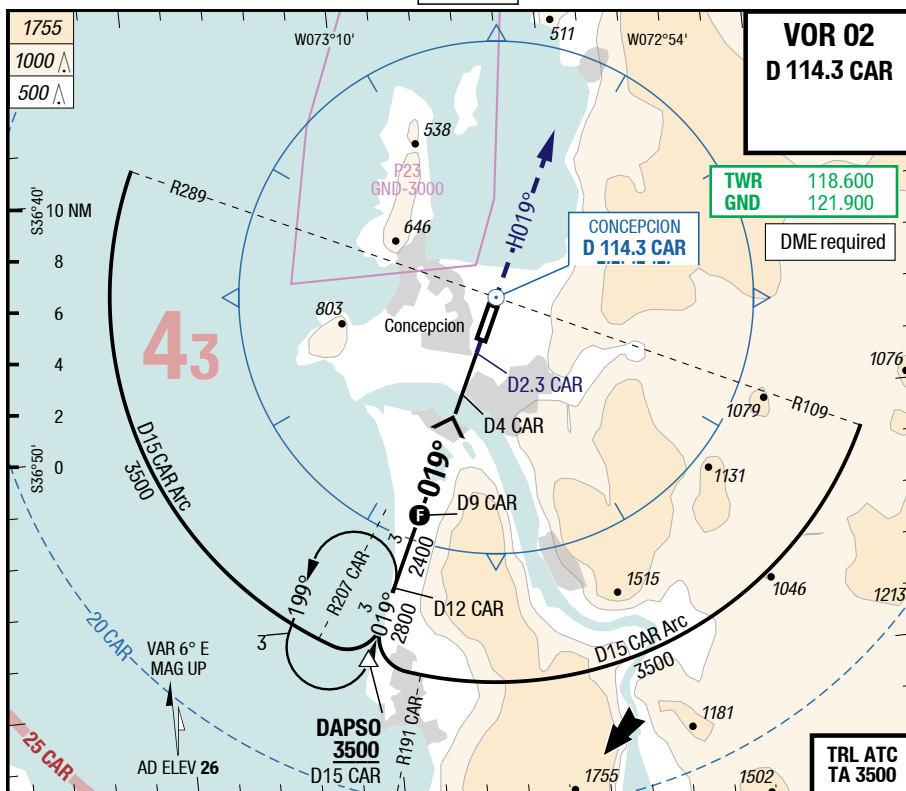 1755
1000
500
W073°10'
511
W072°54'
VOR 02
D 114.3 CAR
TWR 118.600
GND 121.900
DME required
538
P23
GND-3000
646
R289
S36°40'
10 NM
8
6
4
2
0
S36°50'
H019°
CONCEPCION
D 114.3 CAR
803
Concepcion
43
D2.3 CAR
D4 CAR
1076
1079
R109
1131
D15 CAR Arc
3500
019°
D9 CAR
3
2400
R207 CAR
199°
3
019°
2800
D12 CAR
3
1515
1046
1213
D15 CAR Arc
3500
20 CAR
VAR 6° E
MAG UP
DAPSO
3500
D15 CAR
R191 CAR
1181
25 CAR
AD ELEV 26
1755
1502
TRL ATC
TA 3500